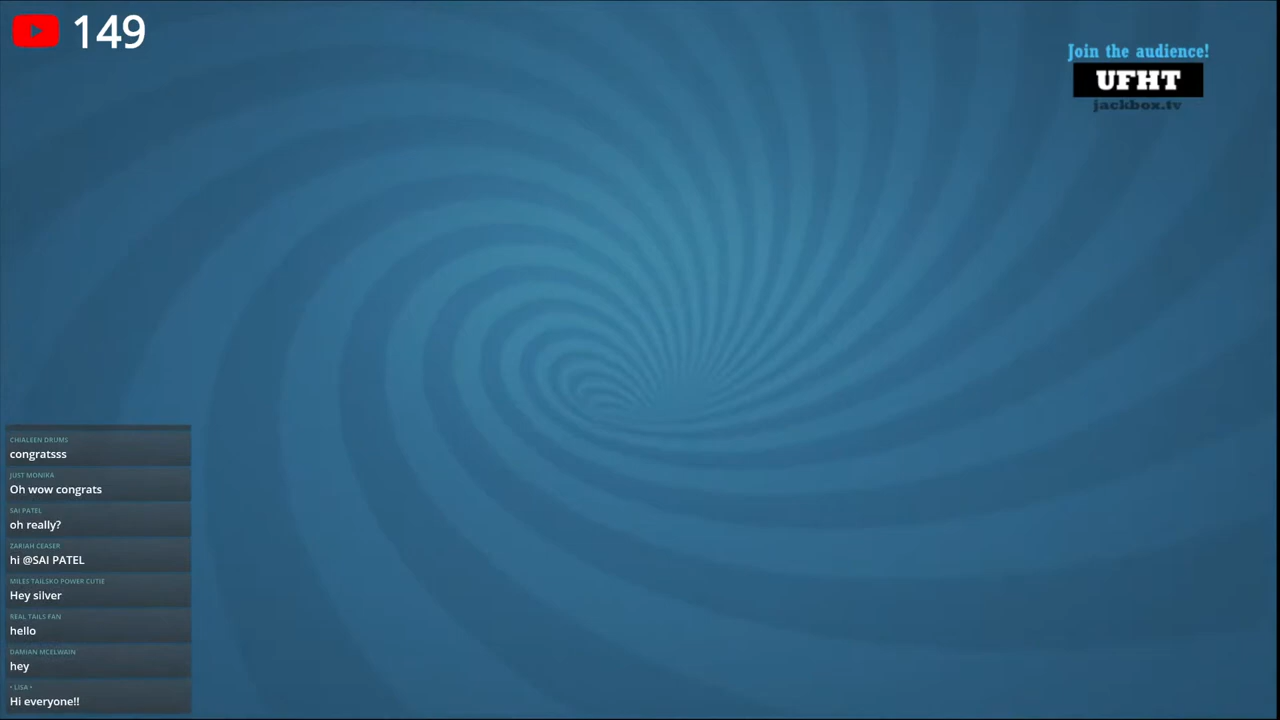 149
Join the audience!
UFHT
jackbox.tv
CHIALEEN DRUMS
congratsss
JUST MONIKA
Oh wow congrats
SAI PATEL
oh really?
ZARIAH CEASER
hi @SAI PATEL
MILES TAILSKO POWER CUTIE
Hey silver
REAL TAILS FAN
hello
DAMIAN MCELWAIN
hey
• LISA •
Hi everyone!!